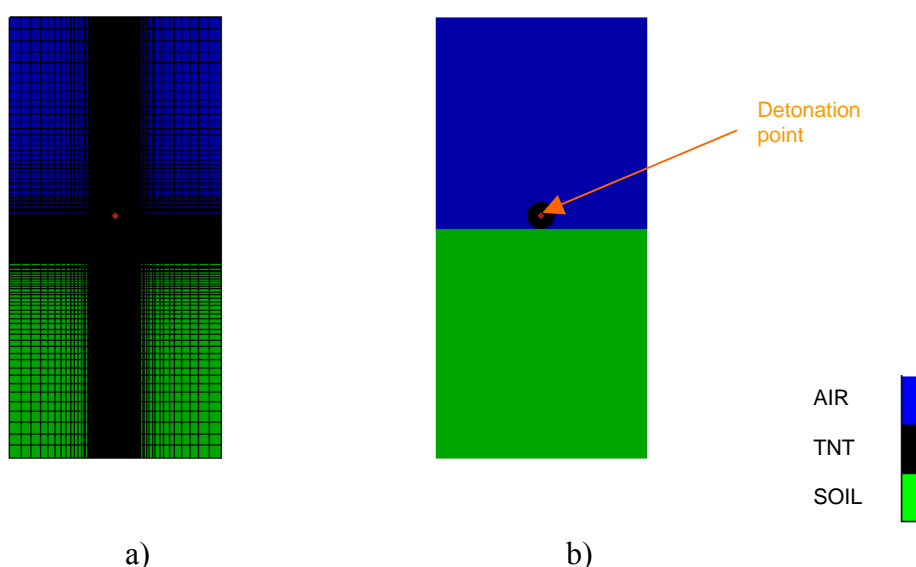 Detonation
point
AIR
TNT
SOIL
a)
b)